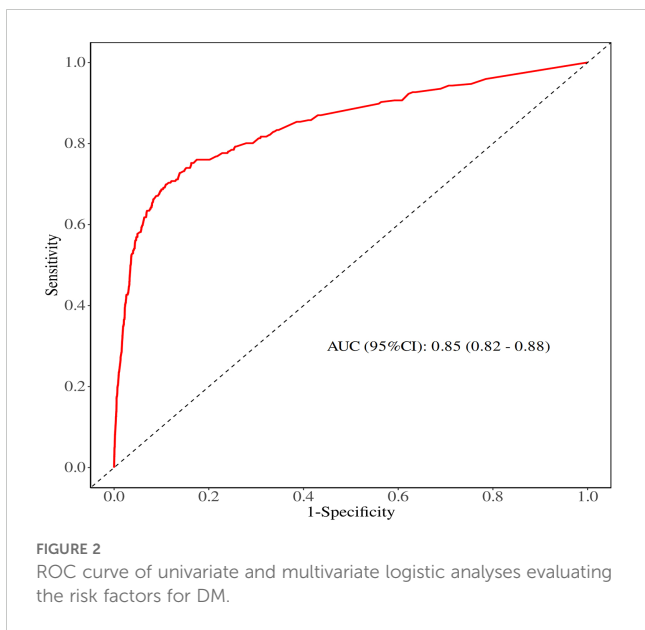 1.0
0.8
0.6
0.4
0.2
0.0
Sensitivity
AUC (95%CI): 0.85 (0.82 - 0.88)
0.0 0.2 0.4 0.6 0.8 1.0
1-Specificity
FIGURE 2
ROC curve of univariate and multivariate logistic analyses evaluating
the risk factors for DM.